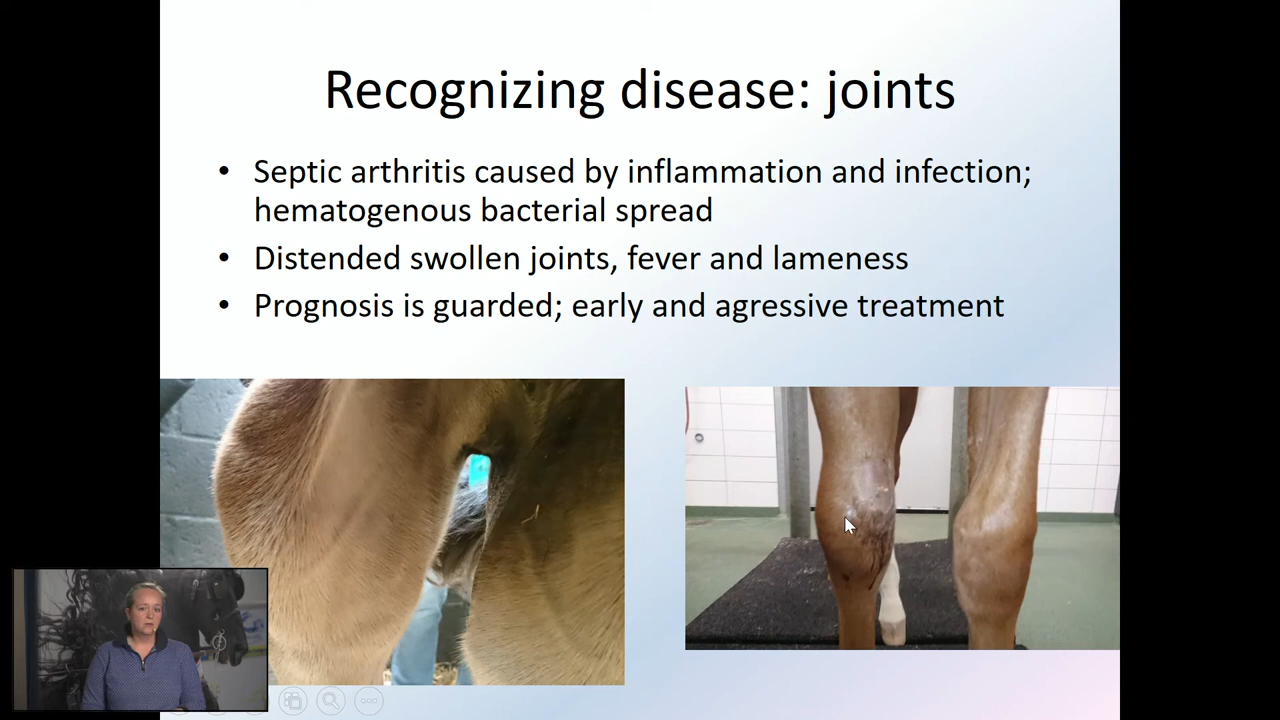 Recognizing disease: joints
• Septic arthritis caused by inflammation and infection;
hematogenous bacterial spread
• Distended swollen joints, fever and lameness
• Prognosis is guarded; early and agressive treatment